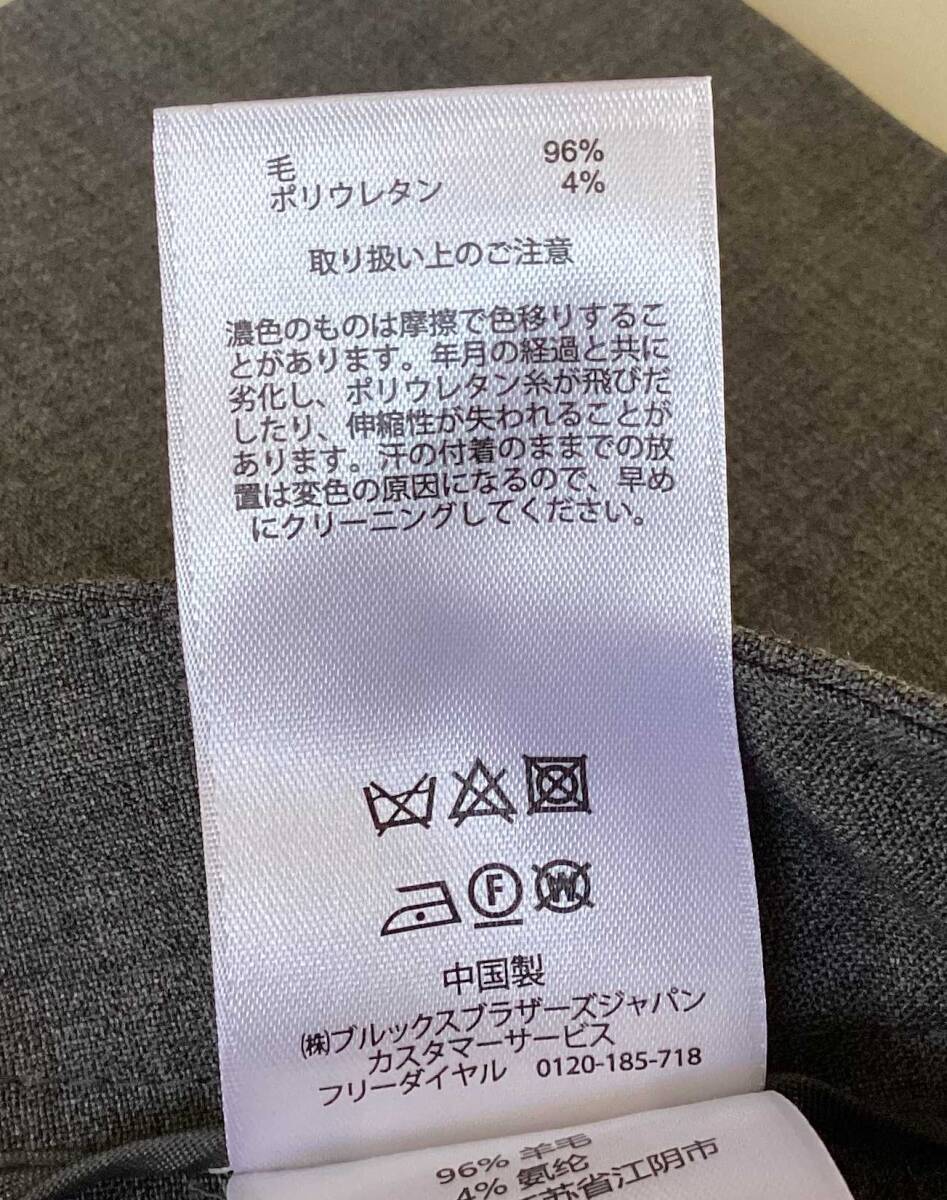 毛 96%
ポリウレタン 4%
取り扱い上のご注意
濃色のものは摩擦で色移りするこ
とがあります。年月の経過と共に
劣化し、ポリウレタン糸が飛びだ
したり、伸縮性が失われることが
あります。汗の付着のままでの放
置は変色の原因になるので、早め
にクリーニングしてください。
F W
中国製
㈱ブルックスブラザーズジャパン
カスタマーサービス
フリーダイヤル 0120-185-718
96% 羊毛
4% 氨纶
苏省江阴市